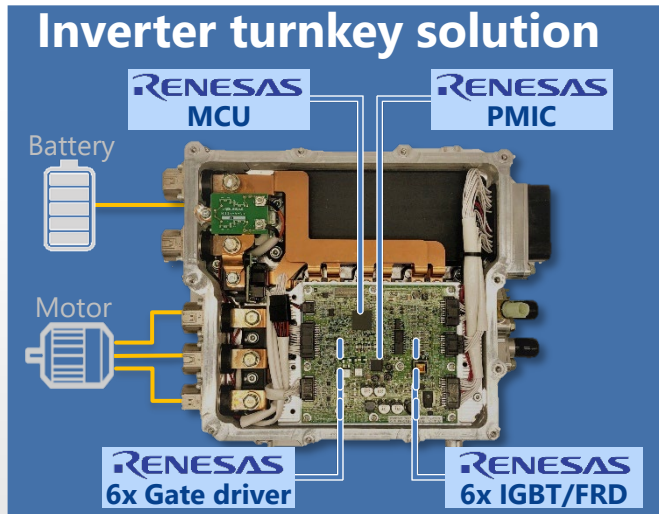 Inverter turnkey solution
RENESAS
MCU
RENESAS
PMIC
Battery
Motor
RENESAS
6x Gate driver
RENESAS
6x IGBT/FRD